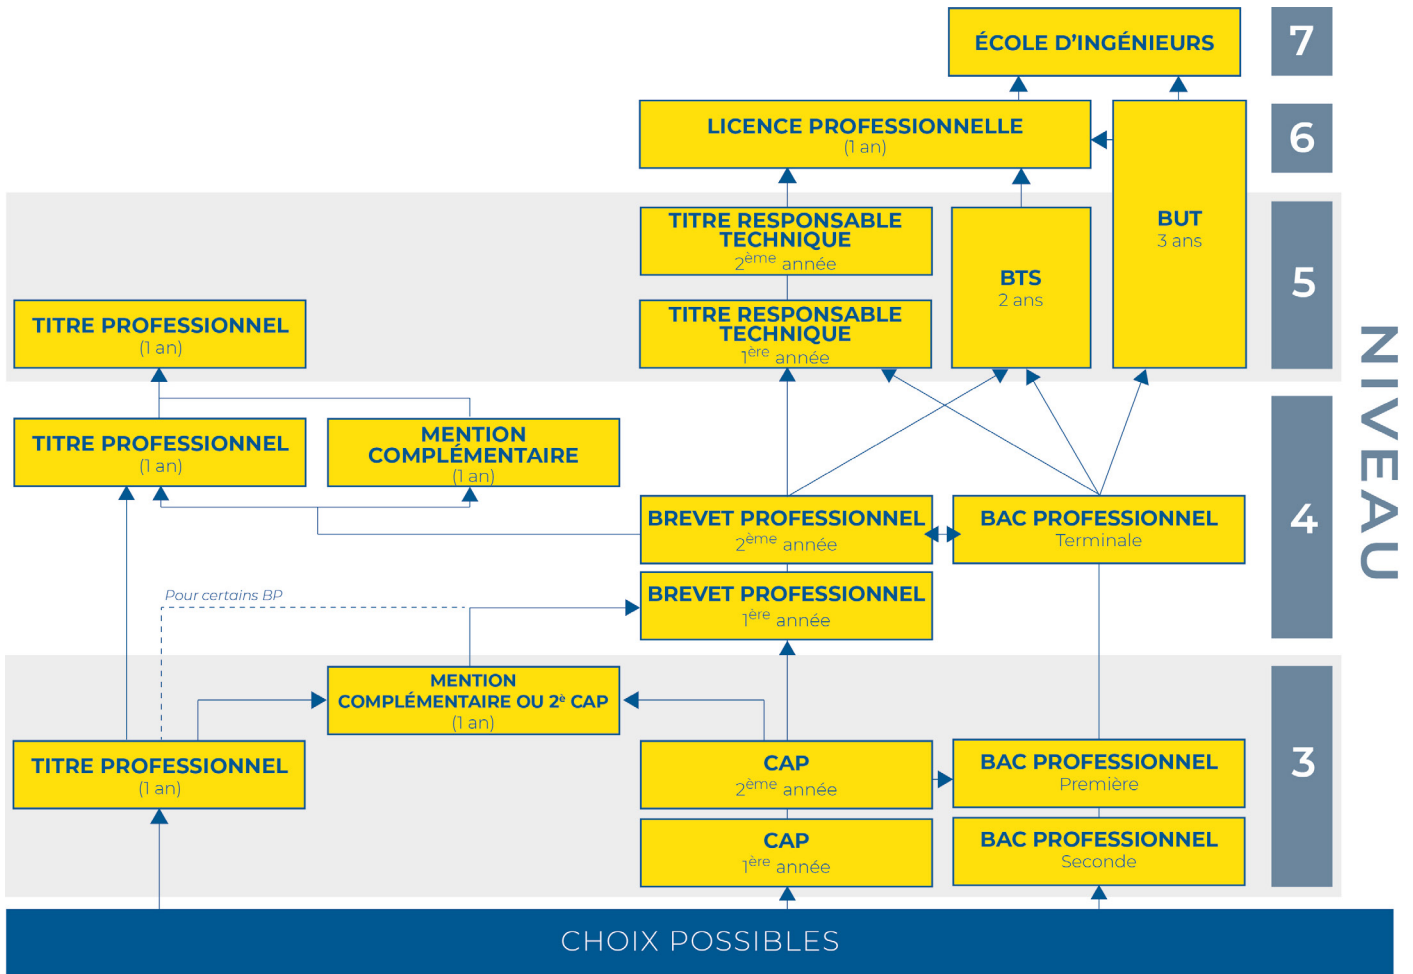 ÉCOLE D'INGÉNIEURS
7
LICENCE PROFESSIONNELLE
(1 an)
6
TITRE RESPONSABLE
TECHNIQUE
2ème année
BTS
2 ans
BUT
3 ans
5
TITRE PROFESSIONNEL
(1 an)
TITRE RESPONSABLE
TECHNIQUE
1ère année
NIVEAU
TITRE PROFESSIONNEL
(1 an)
MENTION
COMPLÉMENTAIRE
(1 an)
BREVET PROFESSIONNEL
2ème année
BAC PROFESSIONNEL
Terminale
4
Pour certains BP
BREVET PROFESSIONNEL
1ère année
MENTION
COMPLÉMENTAIRE OU 2è CAP
(1 an)
TITRE PROFESSIONNEL
(1 an)
CAP
2ème année
BAC PROFESSIONNEL
Première
3
CAP
1ère année
BAC PROFESSIONNEL
Seconde
CHOIX POSSIBLES